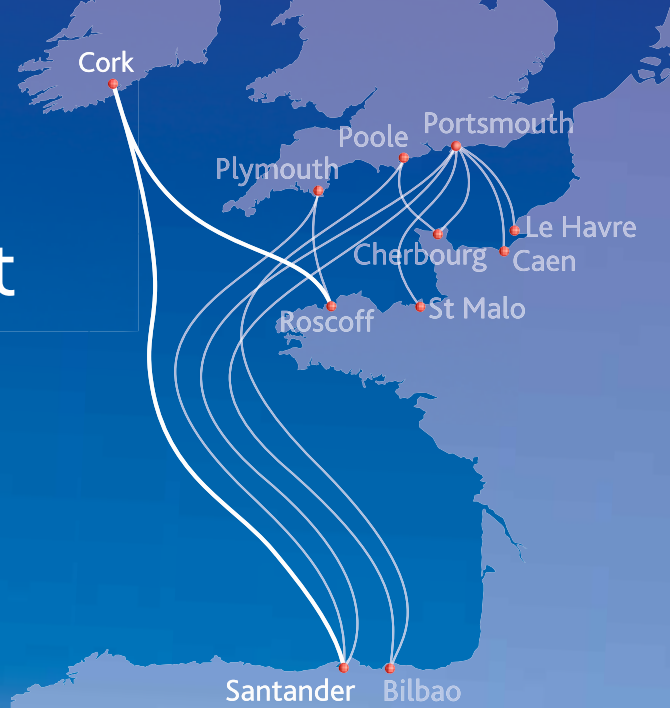 Cork
Portsmouth
Poole
Plymouth
Le Havre
Cherbourg
Caen
t
St Malo
Roscoff
Santander
Bilbao